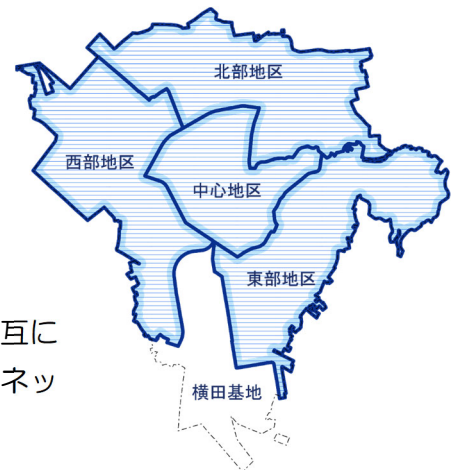 北部地区
西部地区
中心地区
東部地区
互に
ネッ
横田基地